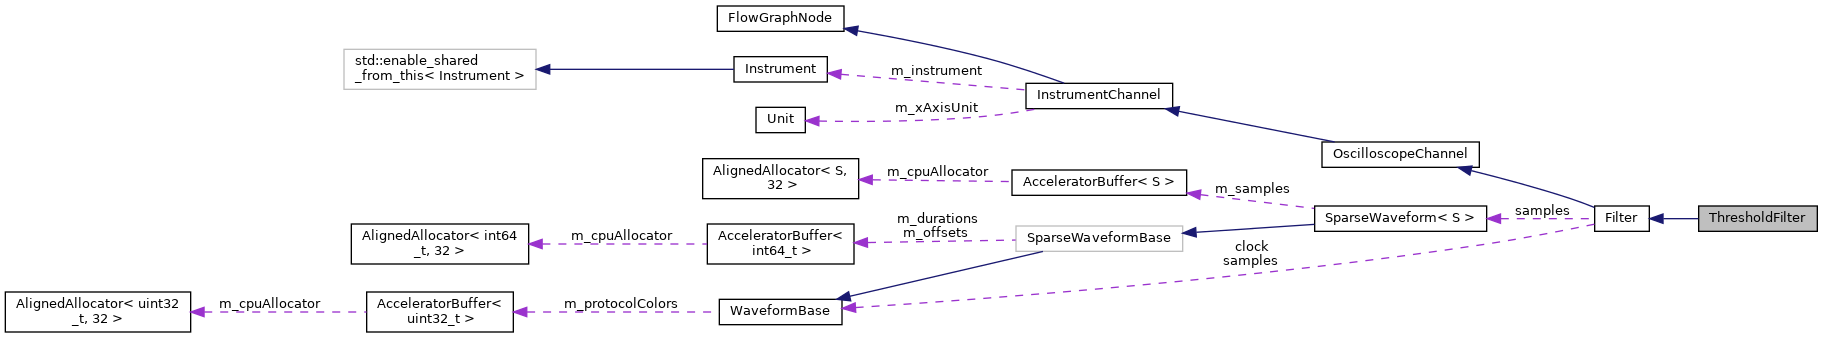 FlowGraphNode
std::enable_shared
_from_this< Instrument >
Instrument
m_instrument
InstrumentChannel
m_xAxisUnit
Unit
OscilloscopeChannel
AlignedAllocator< S,
32 >
m_cpuAllocator
AcceleratorBuffer< S >
m_samples
SparseWaveform< S >
samples
Filter
ThresholdFilter
AlignedAllocator< int64
_t, 32 >
m_cpuAllocator
AcceleratorBuffer<
int64_t >
m_durations
m_offsets
SparseWaveformBase
clock
samples
AlignedAllocator< uint32
_t, 32 >
m_cpuAllocator
AcceleratorBuffer<
uint32_t >
m_protocolColors
WaveformBase